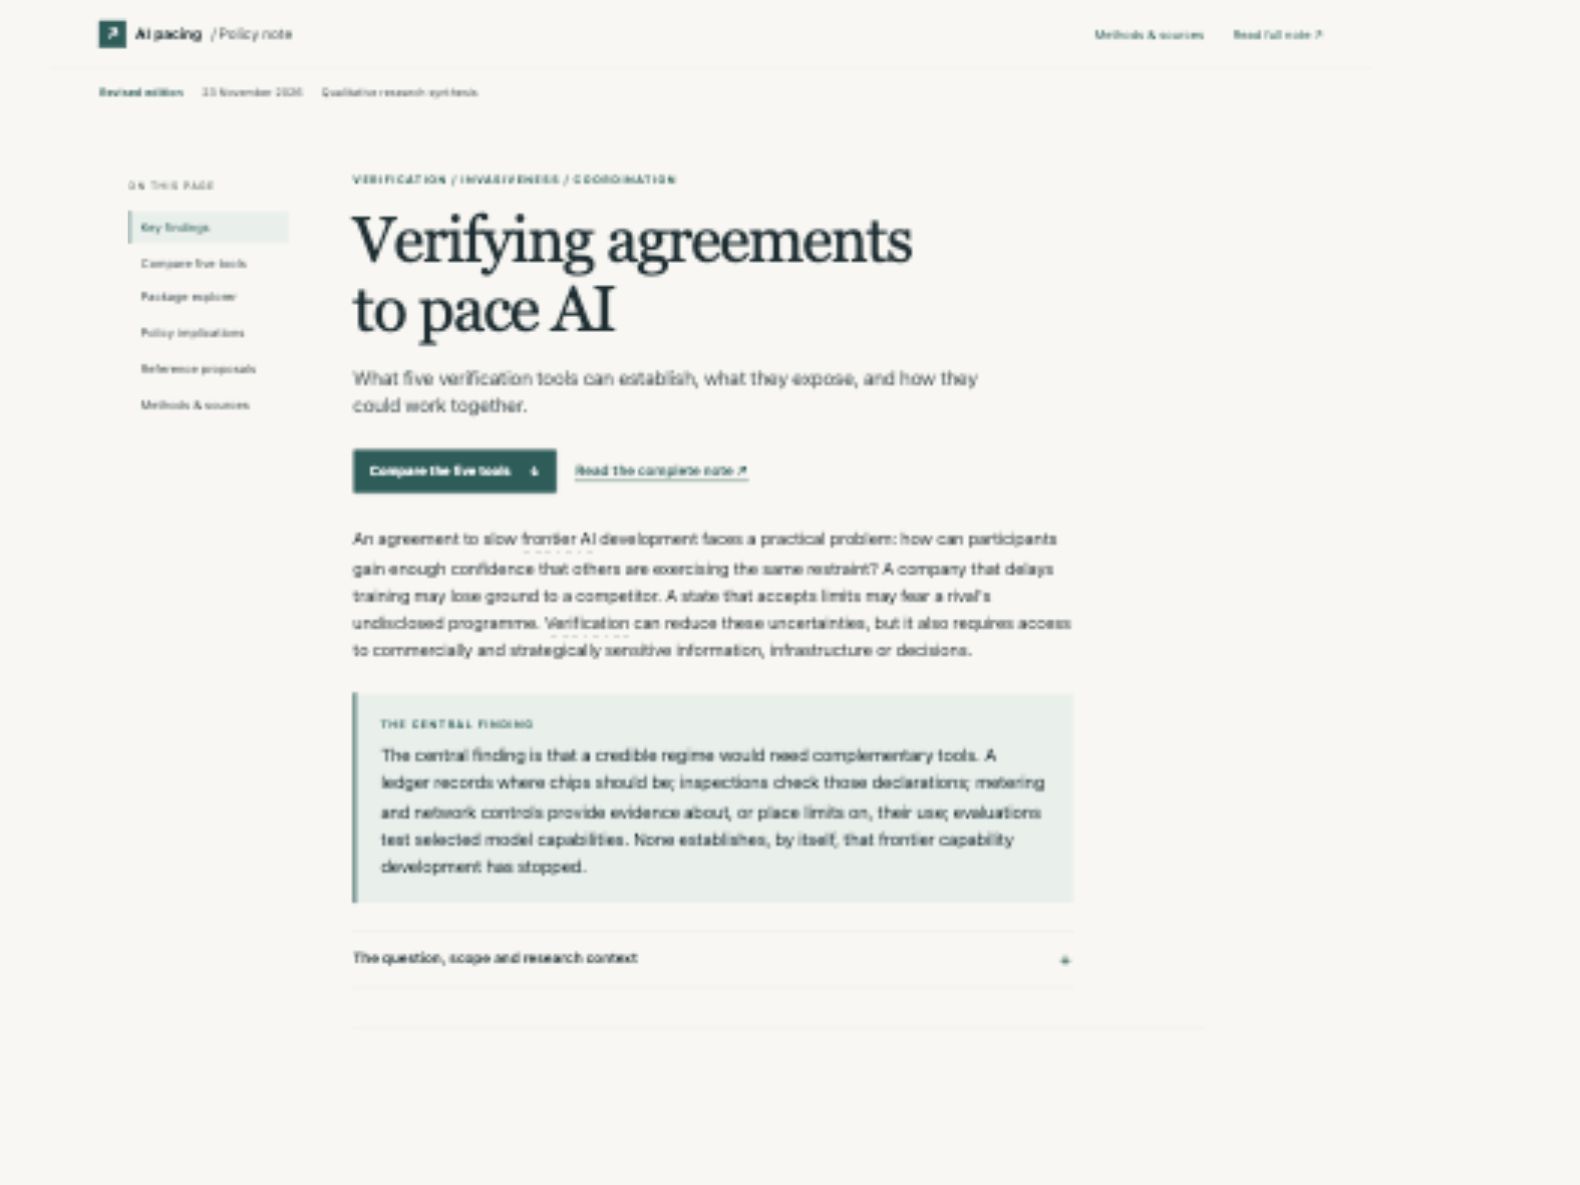 AI pacing / Policy note
Methods & sources
Read full note ↗
Revised edition
November 2026
Qualitative research synthesis
ON THIS PAGE
Key findings
Compare five tools
Package explorer
Policy implications
Reference proposals
Methods & sources
VERIFICATION / INVASIVENESS / COORDINATION
Verifying agreements
to pace AI
What five verification tools can establish, what they expose, and how they
could work together.
Compare the five tools ↓
Read the complete note ↗
An agreement to slow frontier AI development faces a practical problem: how can participants
gain enough confidence that others are exercising the same restraint? A company that delays
training may lose ground to a competitor. A state that accepts limits may fear a rival's
undisclosed programme. Verification can reduce these uncertainties, but it also requires access
to commercially and strategically sensitive information, infrastructure or decisions.
THE CENTRAL FINDING
The central finding is that a credible regime would need complementary tools. A
ledger records where chips should be; inspections check those declarations; metering
and network controls provide evidence about, or place limits on, their use; evaluations
test selected model capabilities. None establishes, by itself, that frontier capability
development has stopped.
The question, scope and research context +